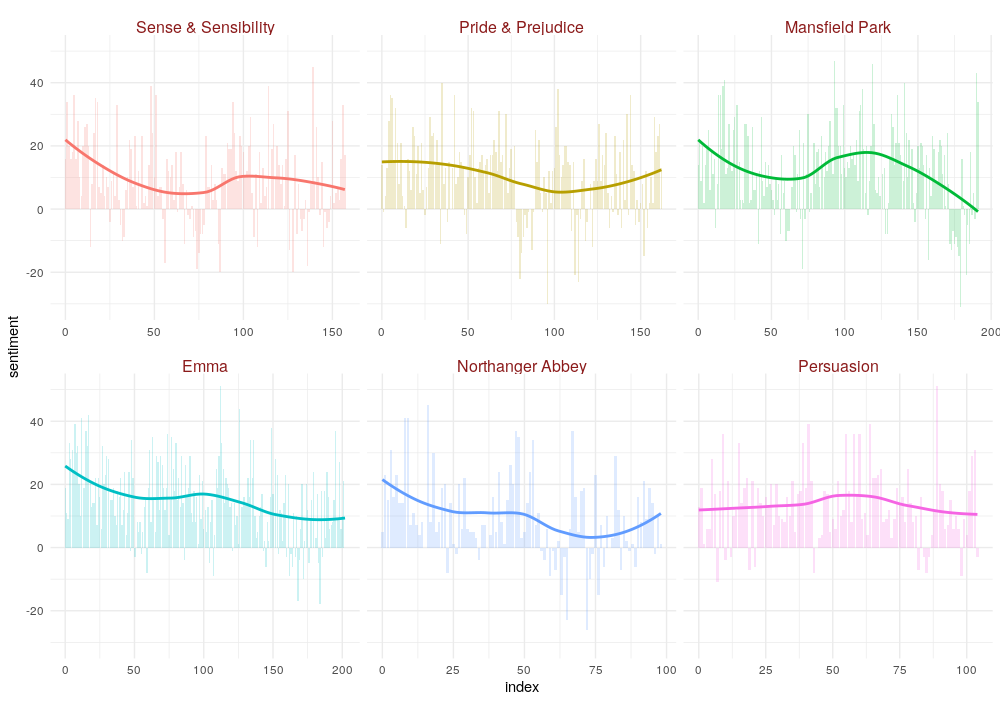 Sense & Sensibility Pride & Prejudice Mansfield Park
40
20
0
-20
0 50 100 150 0 50 100 150 0 50 100 150 200
sentiment
Emma Northanger Abbey Persuasion
40
20
0
-20
0 50 100 150 200 0 25 50 75 100 0 25 50 75 100
index